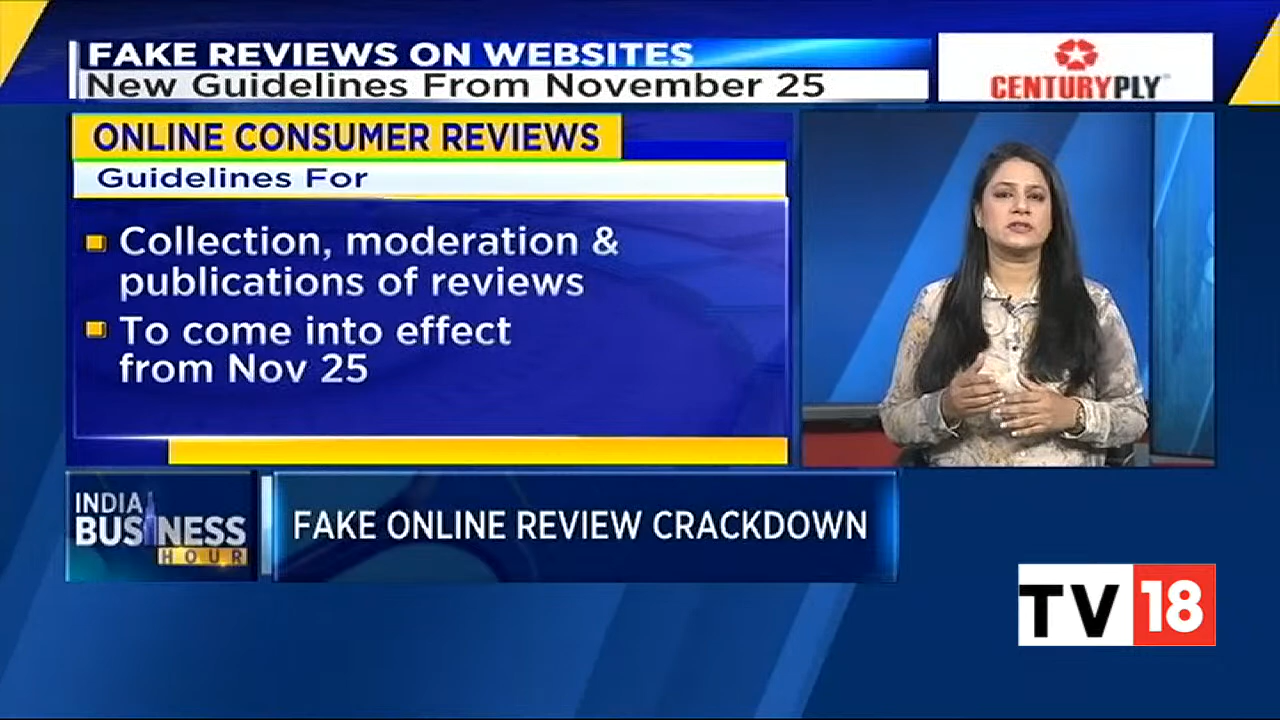 FAKE REVIEWS ON WEBSITES
New Guidelines From November 25
CENTURYPLY
ONLINE CONSUMER REVIEWS
Guidelines For
Collection, moderation &
publications of reviews
To come into effect
from Nov 25
INDIA
BUSINESS
HOUR
FAKE ONLINE REVIEW CRACKDOWN
TV18